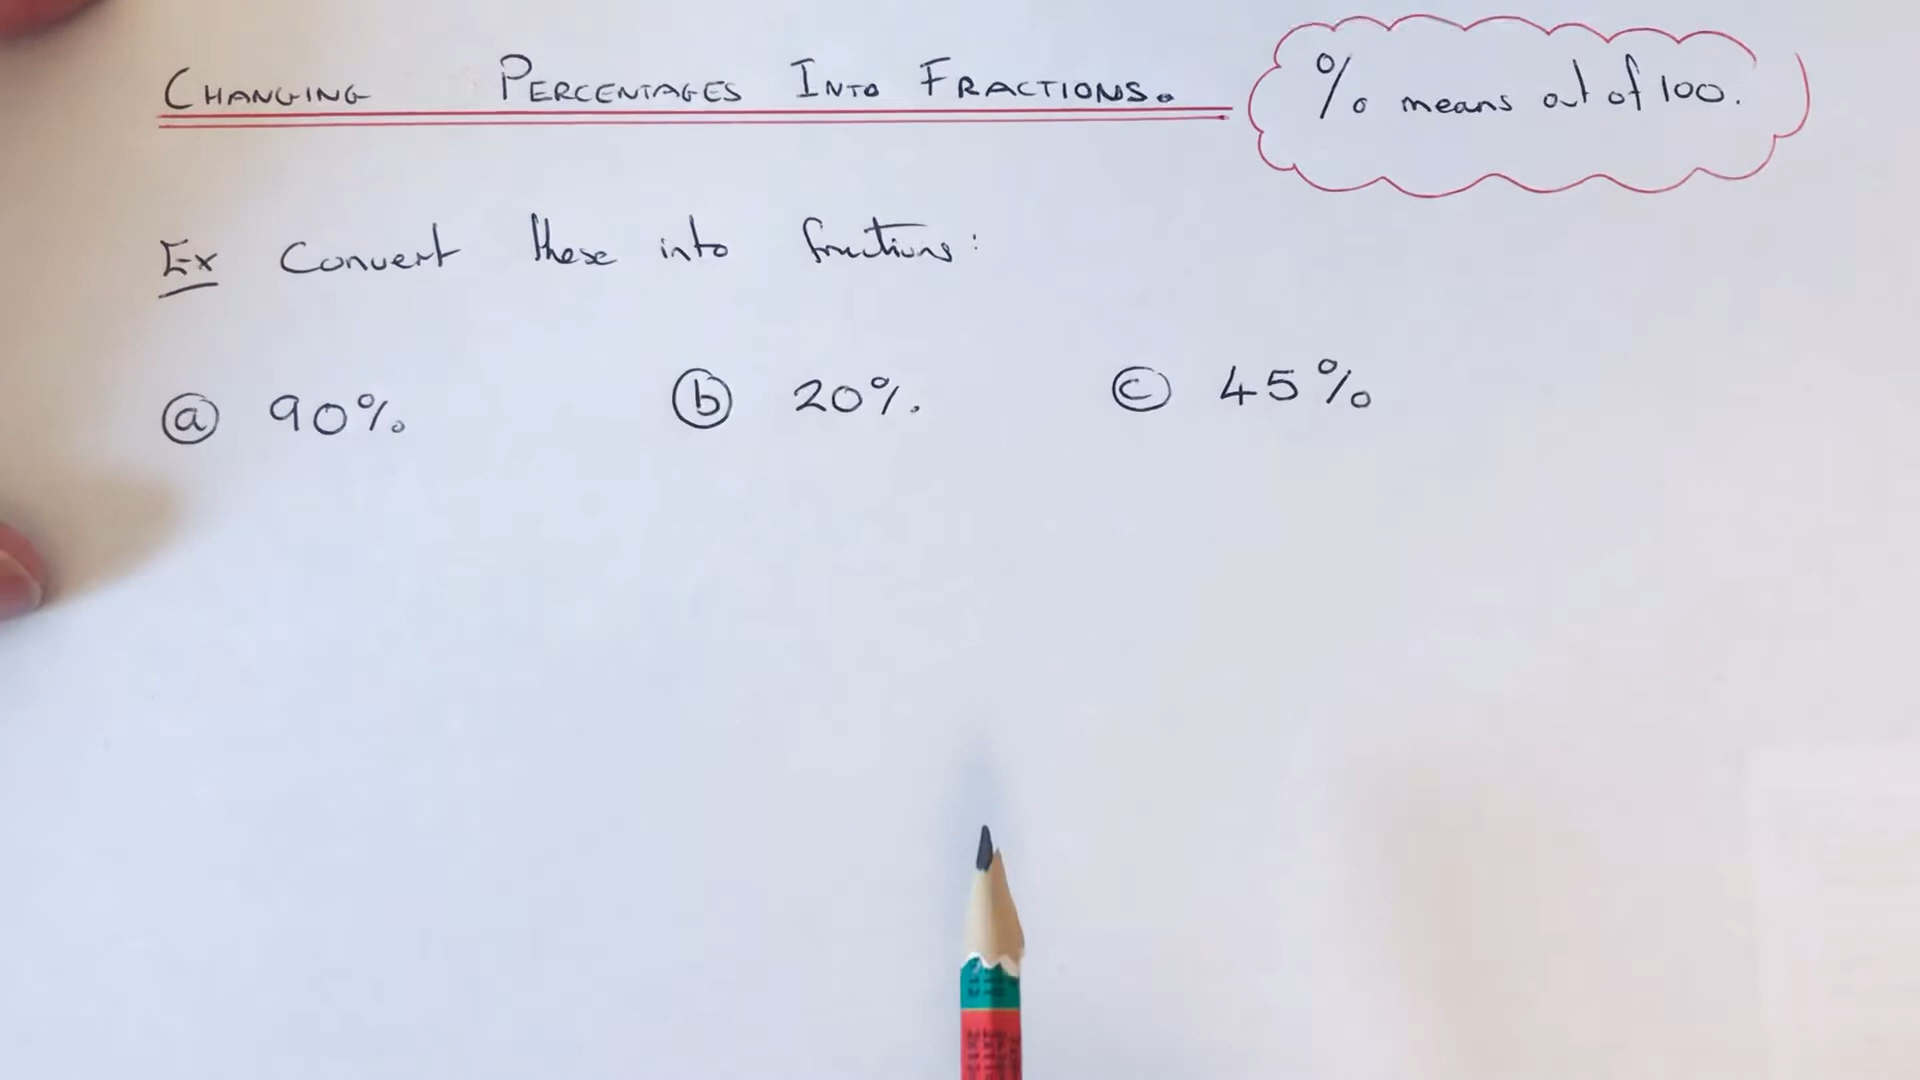 CHANGING PERCENTAGES INTO FRACTIONS.
% means out of 100.
Ex Convert these into fractions:
ⓐ 90% ⓑ 20% ⓒ 45%